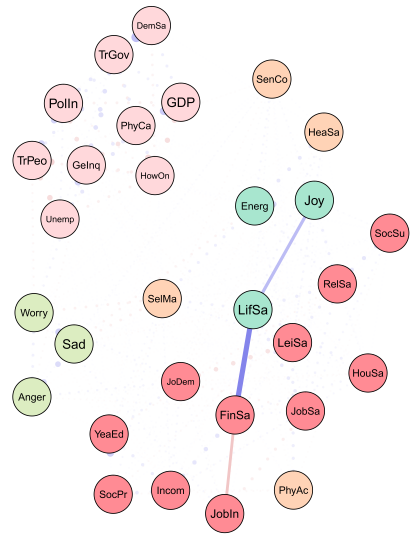 DemSa
TrGov
SenCo
PolIn
GDP
PhyCa
HeaSa
TrPeo
GeInq
HowOn
Unemp
Energ
Joy
SocSu
RelSa
SelMa
LifSa
Worry
Sad
LeiSa
HouSa
JoDem
Anger
FinSa
JobSa
YeaEd
SocPr
Incom
PhyAc
JobIn